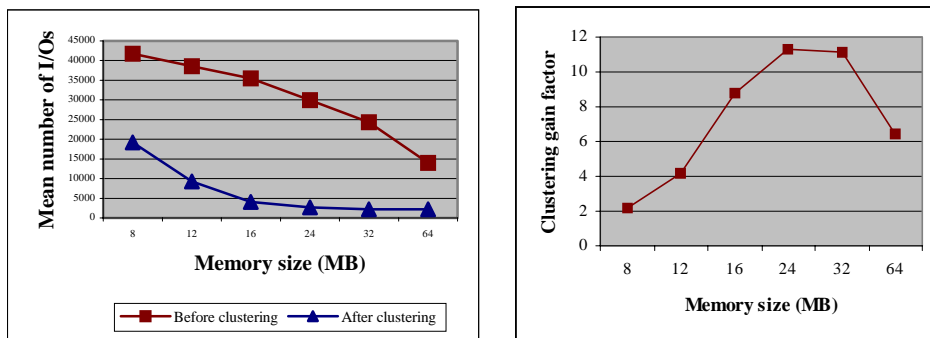 Mean number of I/Os
45000
40000
35000
30000
25000
20000
15000
10000
5000
0
8 12 16 24 32 64
Memory size (MB)
Before clustering After clustering
Clustering gain factor
12
10
8
6
4
2
0
8 12 16 24 32 64
Memory size (MB)